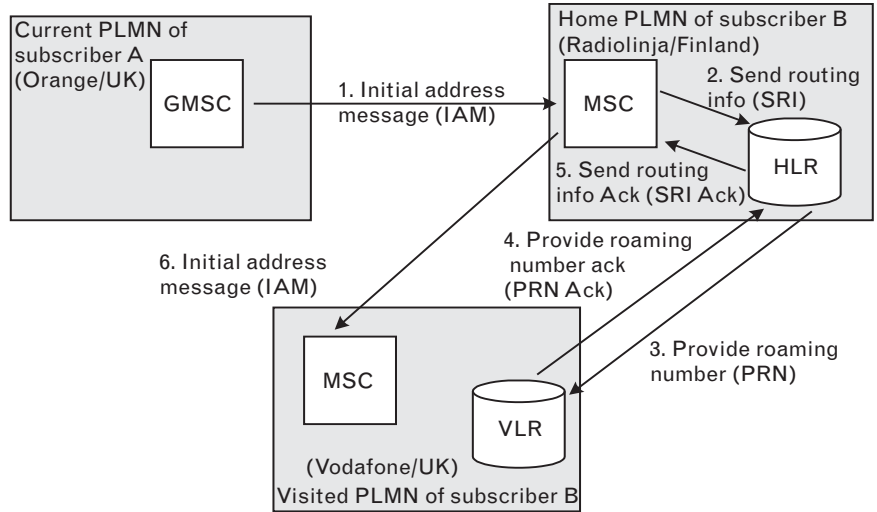 Current PLMN of
subscriber A
(Orange/UK)
GMSC
1. Initial address
message (IAM)
Home PLMN of subscriber B
(Radiolinja/Finland)
MSC
2. Send routing
info (SRI)
HLR
5. Send routing
info Ack (SRI Ack)
6. Initial address
message (IAM)
4. Provide roaming
number ack
(PRN Ack)
3. Provide roaming
number (PRN)
MSC
VLR
(Vodafone/UK)
Visited PLMN of subscriber B